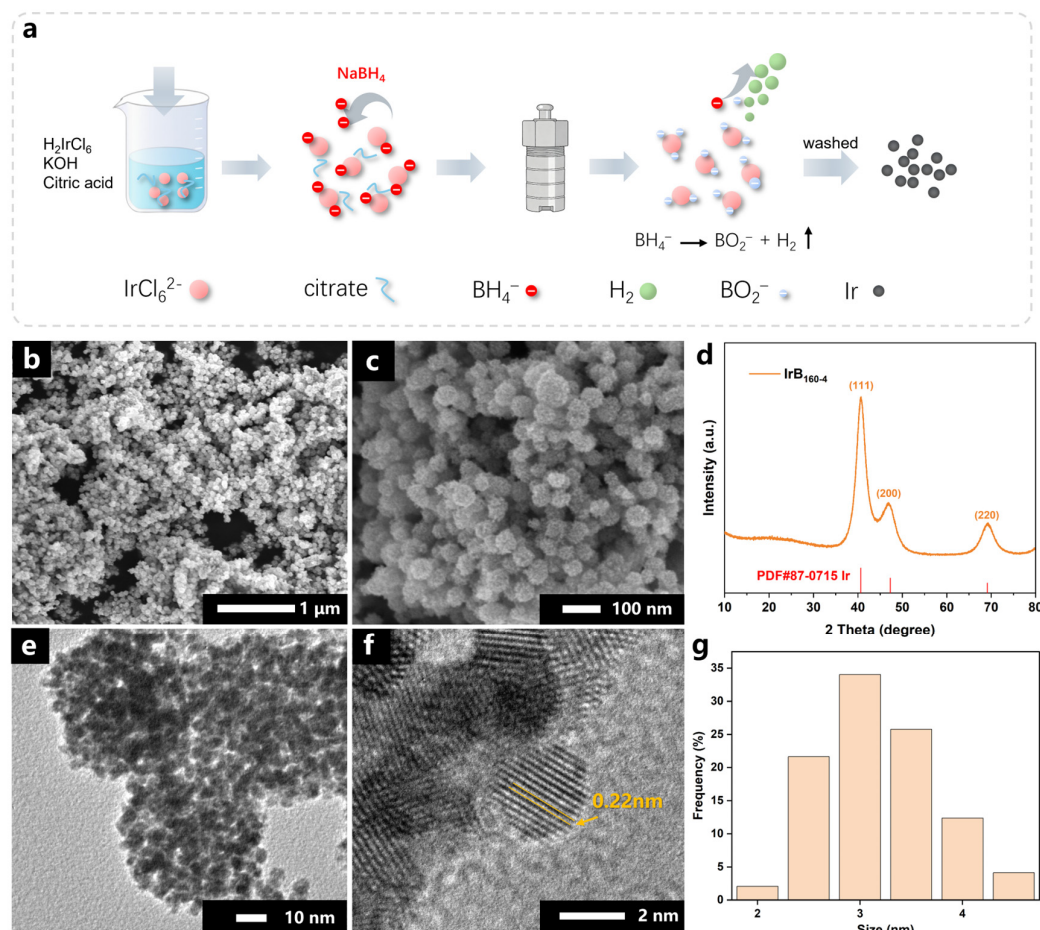 a
NaBH₄
H₂IrCl₆
KOH
Citric acid
washed
BH₄⁻ → BO₂⁻ + H₂ ↑
IrCl₆²⁻
citrate
BH₄⁻
H₂
BO₂⁻
Ir
b
1 μm
c
100 nm
d
IrB₁₆₀₋₄
(111)
(200)
(220)
PDF#87-0715 Ir
Intensity (a.u.)
10 20 30 40 50 60 70 80
2 Theta (degree)
e
10 nm
f
0.22nm
2 nm
g
35
30
25
20
15
10
5
0
Frequency (%)
2 3 4
Size (nm)